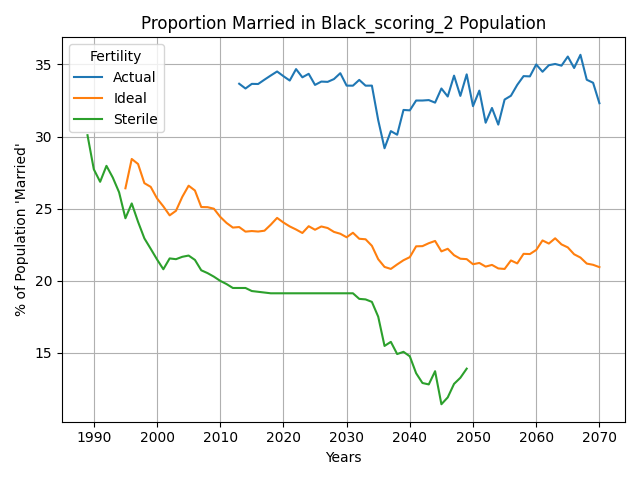 Proportion Married in Black_scoring_2 Population
Fertility
Actual
Ideal
Sterile
% of Population 'Married'
35
30
25
20
15
1990 2000 2010 2020 2030 2040 2050 2060 2070
Years